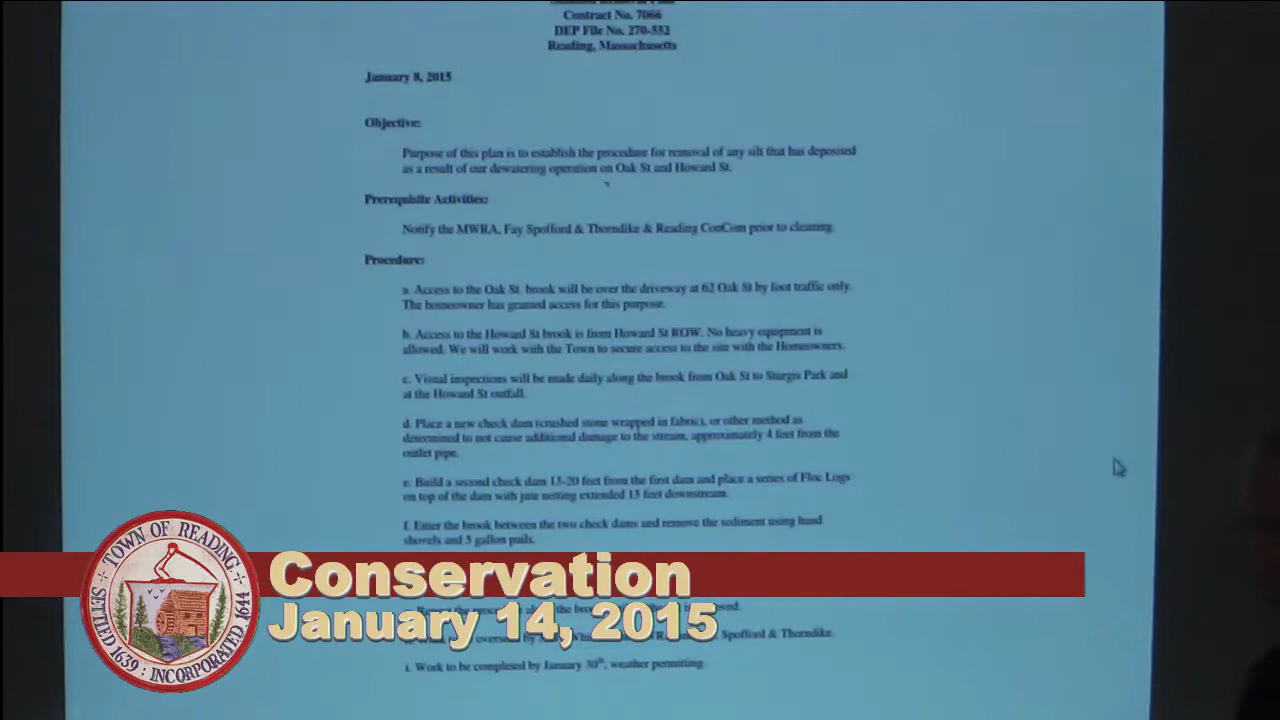 Contract No. 7066
DEP File No. 270-552
Reading, Massachusetts
January 8, 2015
Objective:
Purpose of this plan is to establish the procedure for removal of any silt that has deposited
as a result of our dewatering operation on Oak St and Howard St.
Prerequisite Activities:
Notify the MWRA, Fay Spofford & Thorndike & Reading ConCom prior to cleaning.
Procedure:
a. Access to the Oak St. brook will be over the driveway at 62 Oak St by foot traffic only.
The homeowner has granted access for this purpose.
b. Access to the Howard St brook is from Howard St ROW. No heavy equipment is
allowed. We will work with the Town to secure access to the site with the Homeowners.
c. Visual inspections will be made daily along the brook from Oak St to Sturgis Park and
at the Howard St outfall.
d. Place a new check dam (crushed stone wrapped in fabric), or other method as
determined to not cause additional damage to the stream, approximately 4 feet from the
outlet pipe.
e. Build a second check dam 15-20 feet from the first dam and place a series of Floc Logs
on top of the dam with jute netting extended 15 feet downstream.
f. Enter the brook between the two check dams and remove the sediment using hand
shovels and 5 gallon pails.
the
Spofford & Thorndike.
i. Work to be completed by January 30th, weather permitting.
TOWN OF READING
SETTLED 1639 : INCORPORATED 1644
Conservation
January 14, 2015